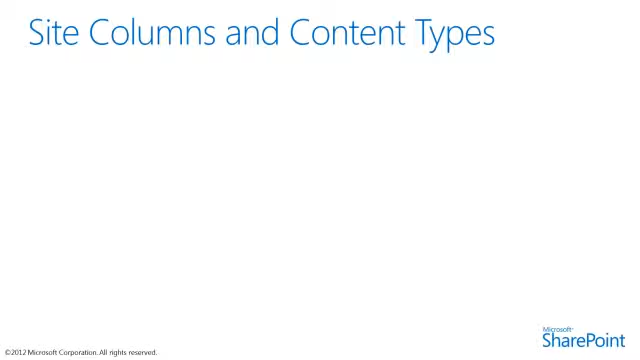 Site Columns and Content Types
Microsoft
SharePoint
©2012 Microsoft Corporation. All rights reserved.